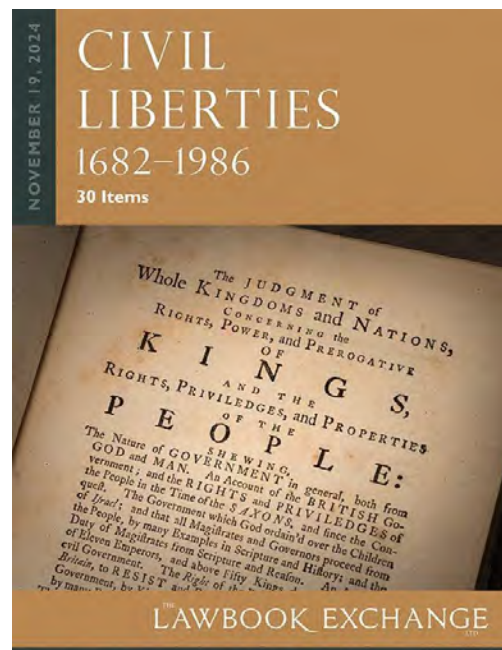 NOVEMBER 19, 2024
CIVIL
LIBERTIES
1682–1986
30 Items
The JUDGMENT of
Whole KINGDOMS and NATIONS,
CONCERNING the
RIGHTS, POWER, and PREROGATIVE
OF
KINGS,
AND THE
RIGHTS, PRIVILEDGES, and PROPERTIES
OF THE
PEOPLE:
SHEWING,
The Nature of GOVERNMENT in general, both from
GOD and MAN. An Account of the BRITISH Go-
vernment; and the RIGHTS and PRIVILEDGES of
the People in the Time of the SAXONS, and since the Con-
quest. The Government which God ordain'd over the Children
of Israel; and that all Magistrates and Governors proceed from
the People, by many Examples in Scripture and History; and the
Duty of Magistrates from Scripture and Reason.
of Eleven Emperors, and above Fifty Kings
evil Government. The Right of the
Britain, to RESIST and
Government, by
by many
THE
LAWBOOK EXCHANGE
LTD.